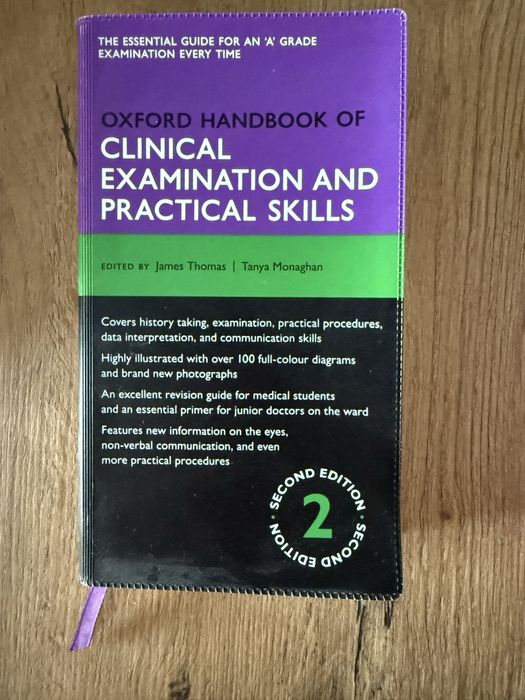 THE ESSENTIAL GUIDE FOR AN 'A' GRADE
EXAMINATION EVERY TIME
OXFORD HANDBOOK OF
CLINICAL
EXAMINATION AND
PRACTICAL SKILLS
EDITED BY James Thomas | Tanya Monaghan
Covers history taking, examination, practical procedures,
data interpretation, and communication skills
Highly illustrated with over 100 full-colour diagrams
and brand new photographs
An excellent revision guide for medical students
and an essential primer for junior doctors on the ward
Features new information on the eyes,
non-verbal communication, and even
more practical procedures
SECOND EDITION • SECOND EDITION •
2